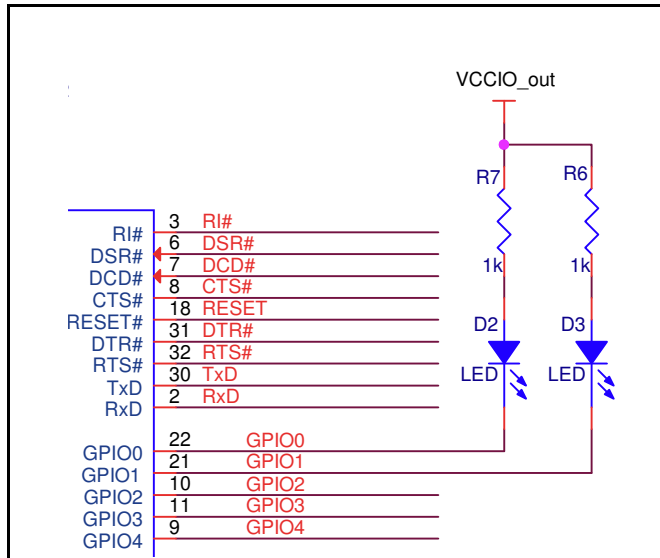 VCCIO_out
R7 R6
1k 1k
D2 D3
LED LED
RI# 3 RI#
DSR# 6 DSR#
DCD# 7 DCD#
CTS# 8 CTS#
RESET# 18 RESET
DTR# 31 DTR#
RTS# 32 RTS#
TxD 30 TxD
RxD 2 RxD
GPIO0 22 GPIO0
GPIO1 21 GPIO1
GPIO2 10 GPIO2
GPIO3 11 GPIO3
GPIO4 9 GPIO4